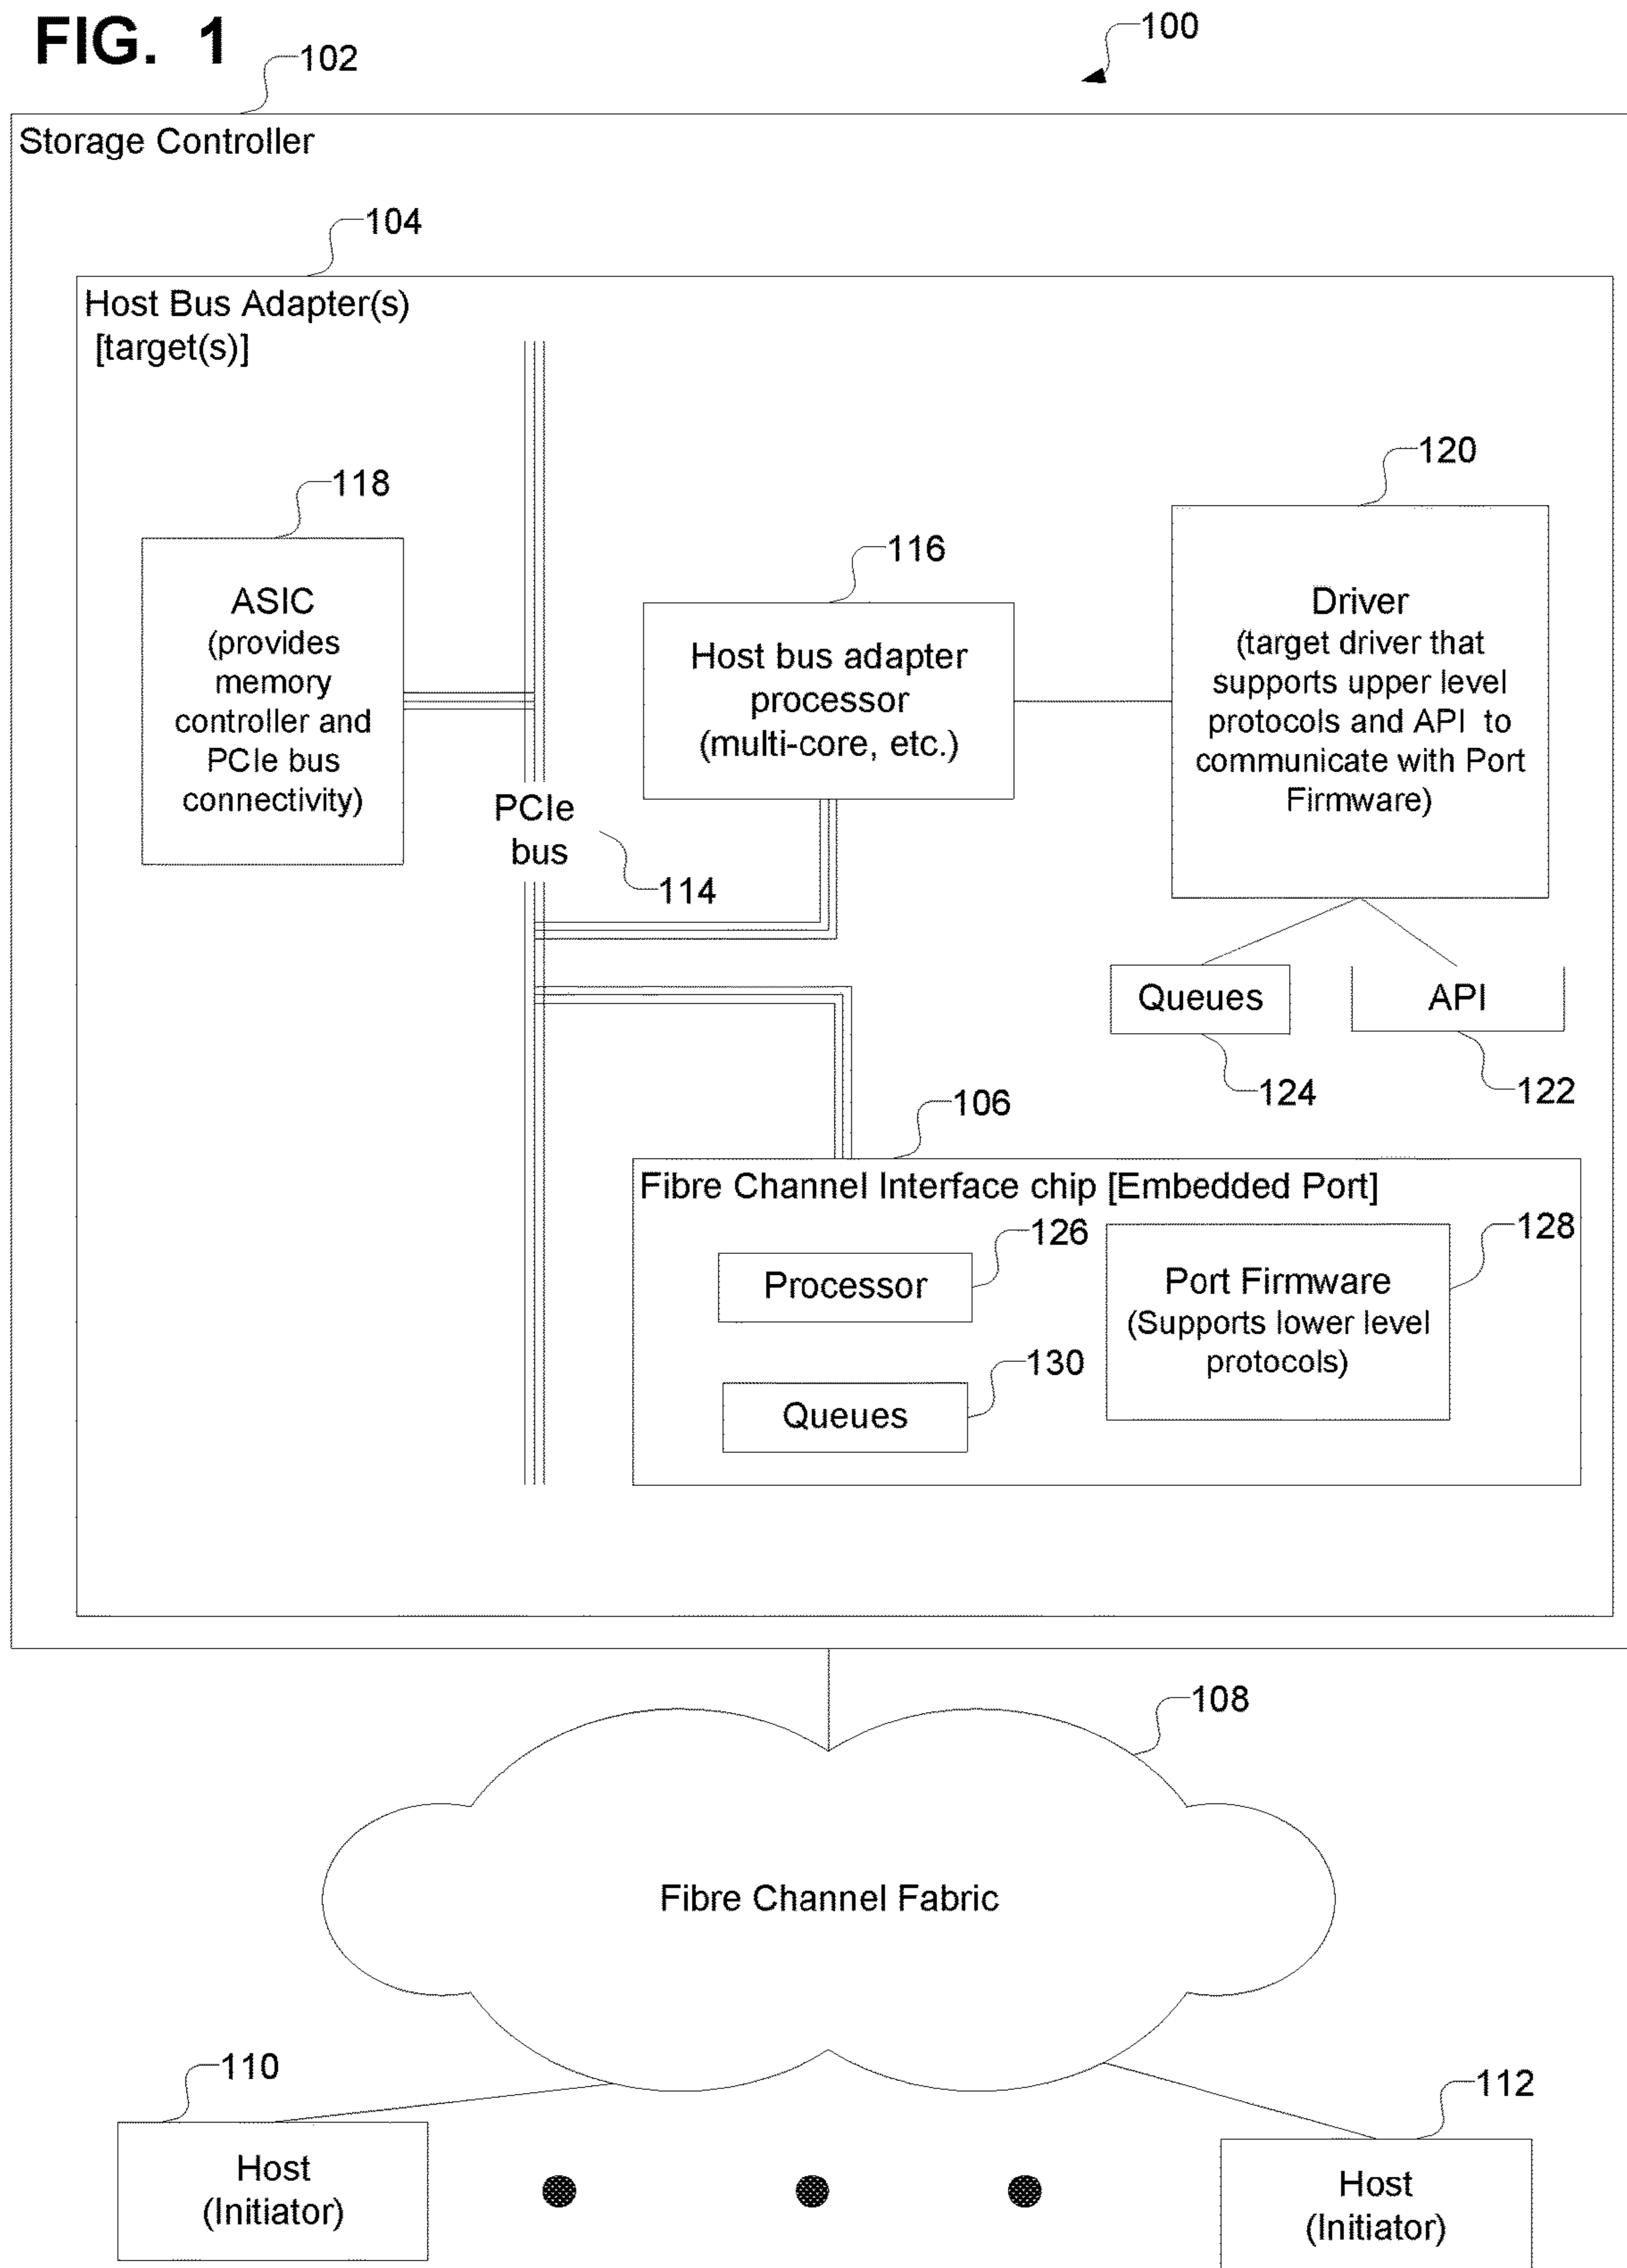 FIG. 1
100
102
Storage Controller
104
Host Bus Adapter(s)
[target(s)]
118
ASIC
(provides
memory
controller and
PCIe bus
connectivity)
PCIe
bus
114
116
Host bus adapter
processor
(multi-core, etc.)
120
Driver
(target driver that
supports upper level
protocols and API to
communicate with Port
Firmware)
Queues
API
124
122
106
Fibre Channel Interface chip [Embedded Port]
126
Processor
130
Queues
128
Port Firmware
(Supports lower level
protocols)
108
Fibre Channel Fabric
110
Host
(Initiator)
112
Host
(Initiator)